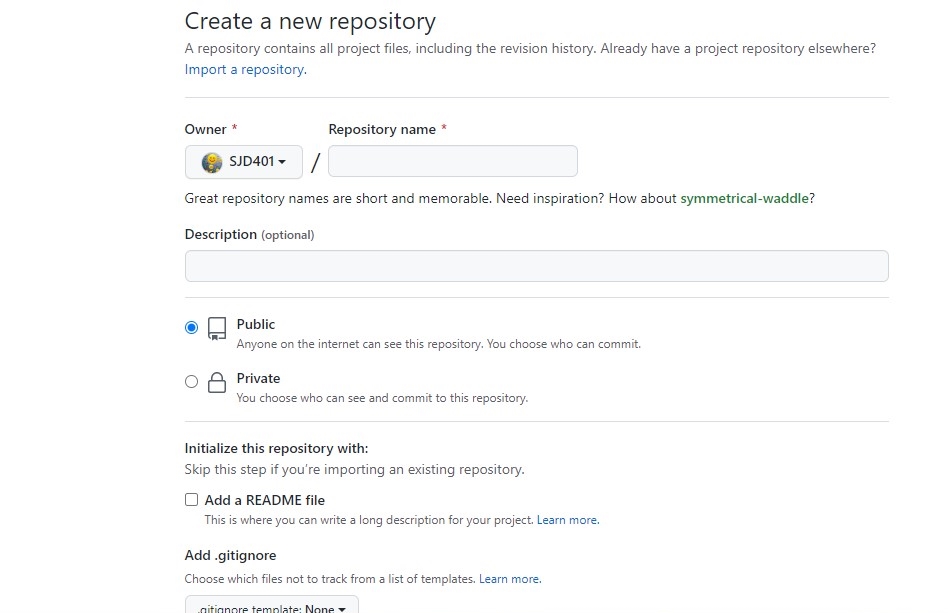 Create a new repository
A repository contains all project files, including the revision history. Already have a project repository elsewhere?
Import a repository.
Owner * Repository name *
SJD401 /
Great repository names are short and memorable. Need inspiration? How about symmetrical-waddle?
Description (optional)
Public
Anyone on the internet can see this repository. You choose who can commit.
Private
You choose who can see and commit to this repository.
Initialize this repository with:
Skip this step if you’re importing an existing repository.
Add a README file
This is where you can write a long description for your project. Learn more.
Add .gitignore
Choose which files not to track from a list of templates. Learn more.
.gitignore template: None